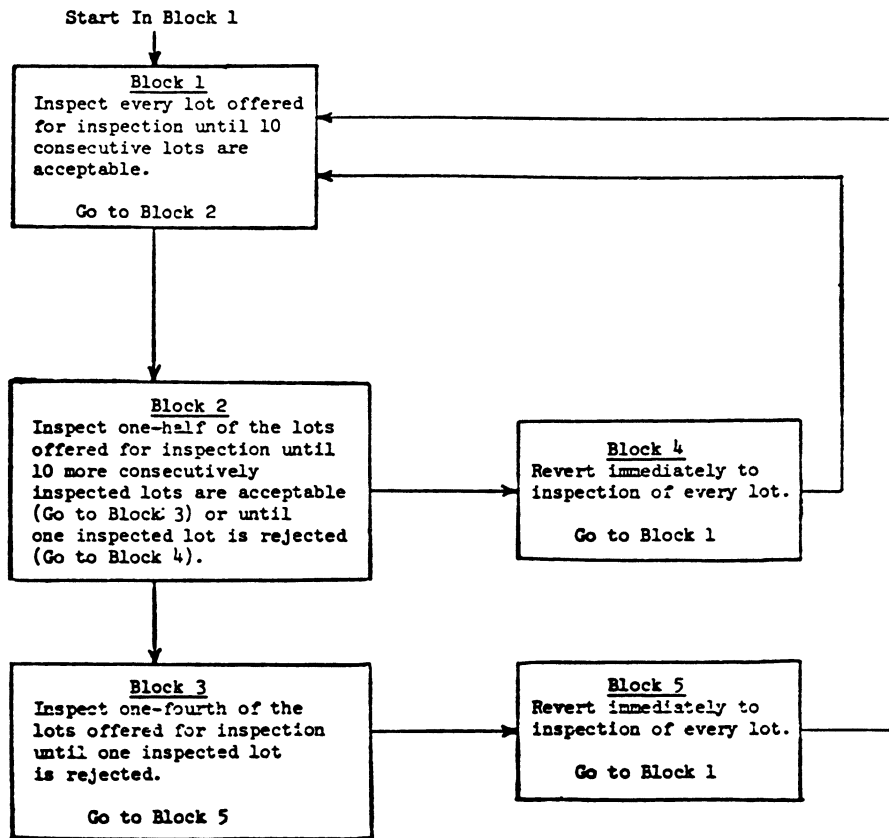 Start In Block 1
Block 1
Inspect every lot offered
for inspection until 10
consecutive lots are
acceptable.
Go to Block 2
Block 2
Inspect one-half of the lots
offered for inspection until
10 more consecutively
inspected lots are acceptable
(Go to Block 3) or until
one inspected lot is rejected
(Go to Block 4).
Block 4
Revert immediately to
inspection of every lot.
Go to Block 1
Block 3
Inspect one-fourth of the
lots offered for inspection
until one inspected lot
is rejected.
Go to Block 5
Block 5
Revert immediately to
inspection of every lot.
Go to Block 1